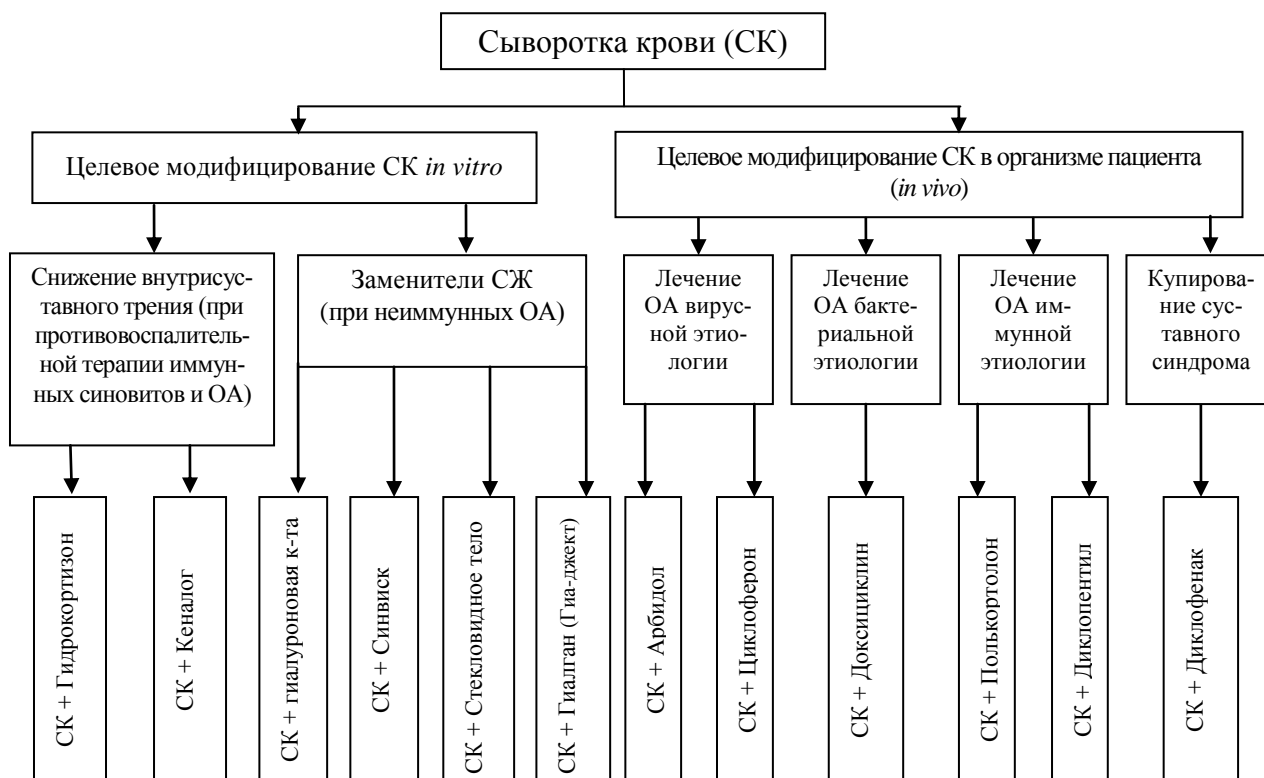 Сыворотка крови (СК)
Целевое модифицирование СК in vitro
Целевое модифицирование СК в организме пациента
(in vivo)
Снижение внутрисус-
тавного трения (при
противовоспалитель-
ной терапии иммун-
ных синовитов и ОА)
Заменители СЖ
(при неиммунных ОА)
Лечение
ОА вирус-
ной этио-
логии
Лечение
ОА бакте-
риальной
этиологии
Лечение
ОА им-
мунной
этиологии
Купирова-
ние сус-
тавного
синдрома
СК + Гидрокортизон
СК + Кеналог
СК + гиалуроновая к-та
СК + Синвиск
СК + Стекловидное тело
СК + Гиалган (Гиа-джект)
СК + Арбидол
СК + Циклоферон
СК + Доксициклин
СК + Полькортолон
СК + Диклопентил
СК + Диклофенак